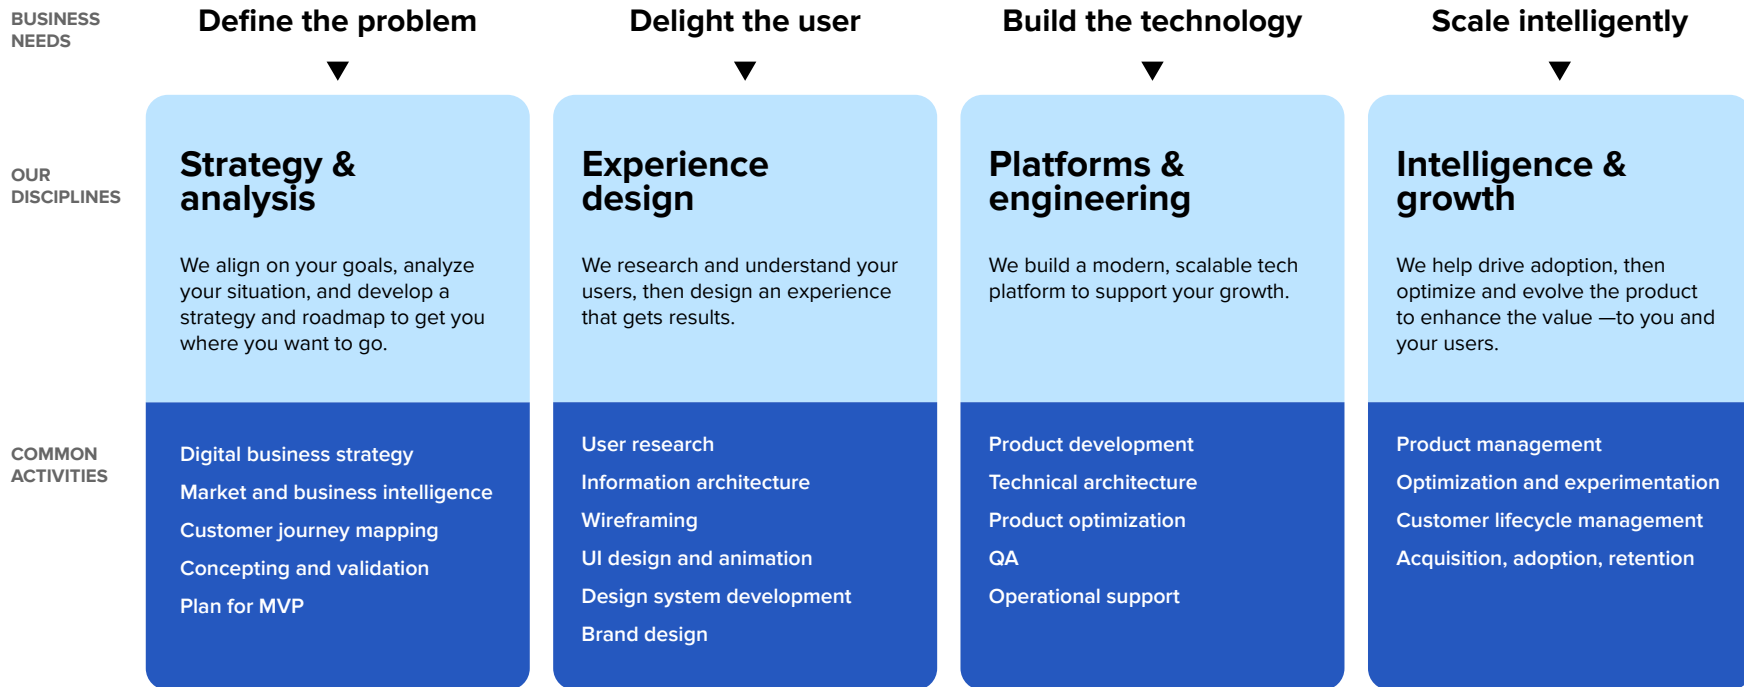 BUSINESS
NEEDS
Define the problem
Delight the user
Build the technology
Scale intelligently
OUR
DISCIPLINES
Strategy &
analysis
We align on your goals, analyze
your situation, and develop a
strategy and roadmap to get you
where you want to go.
Experience
design
We research and understand your
users, then design an experience
that gets results.
Platforms &
engineering
We build a modern, scalable tech
platform to support your growth.
Intelligence &
growth
We help drive adoption, then
optimize and evolve the product
to enhance the value —to you and
your users.
COMMON
ACTIVITIES
Digital business strategy
Market and business intelligence
Customer journey mapping
Concepting and validation
Plan for MVP
User research
Information architecture
Wireframing
UI design and animation
Design system development
Brand design
Product development
Technical architecture
Product optimization
QA
Operational support
Product management
Optimization and experimentation
Customer lifecycle management
Acquisition, adoption, retention